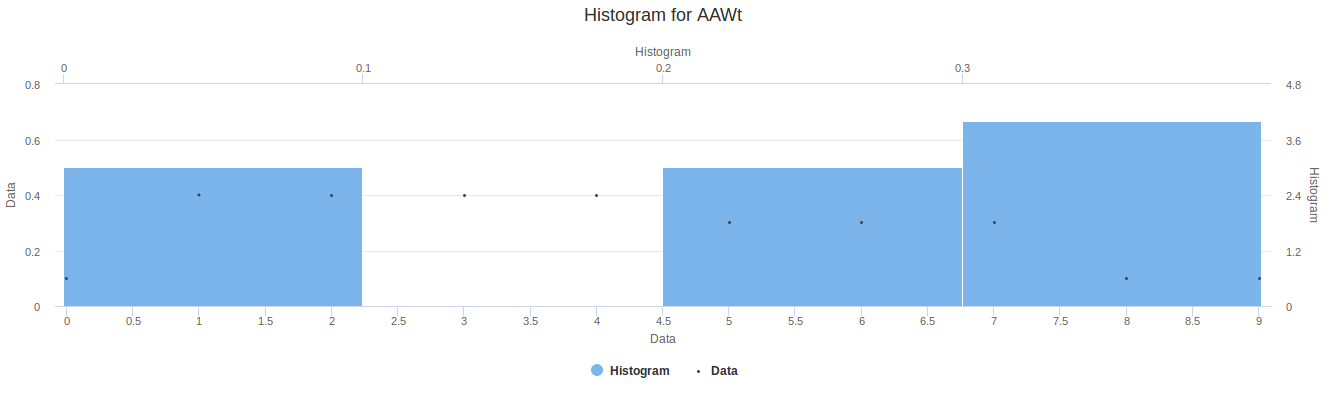 Histogram for AAWt
Histogram
0 0.1 0.2 0.3
0.8 4.8
0.6 3.6
Data 0.4 2.4 Histogram
0.2 1.2
0 0
0 0.5 1 1.5 2 2.5 3 3.5 4 4.5 5 5.5 6 6.5 7 7.5 8 8.5 9
Data
Histogram Data